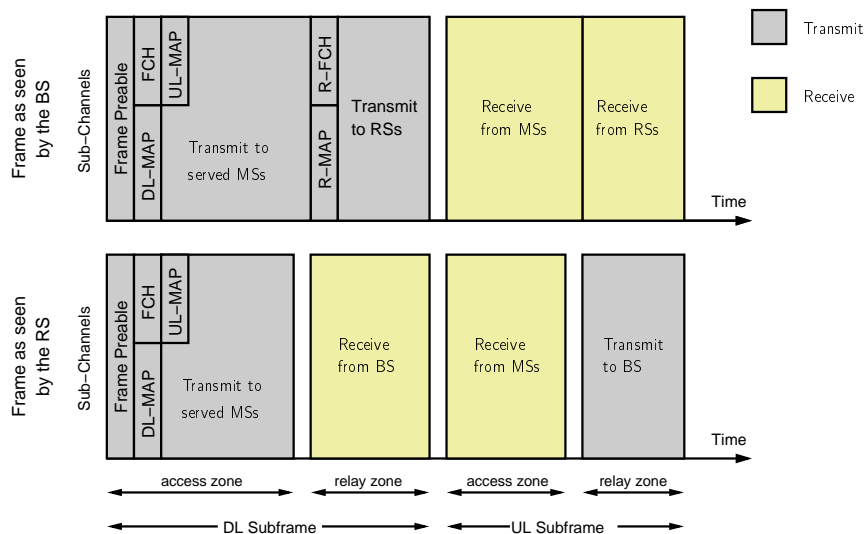 Frame as seen
by the BS
Sub-Channels
Frame Preable
FCH
DL-MAP
UL-MAP
Transmit to
served MSs
R-FCH
R-MAP
Transmit
to RSs
Receive
from MSs
Receive
from RSs
Time
Transmit
Receive
Frame as seen
by the RS
Sub-Channels
Frame Preable
FCH
DL-MAP
UL-MAP
Transmit to
served MSs
Receive
from BS
Receive
from MSs
Transmit
to BS
Time
access zone
relay zone
access zone
relay zone
DL Subframe
UL Subframe